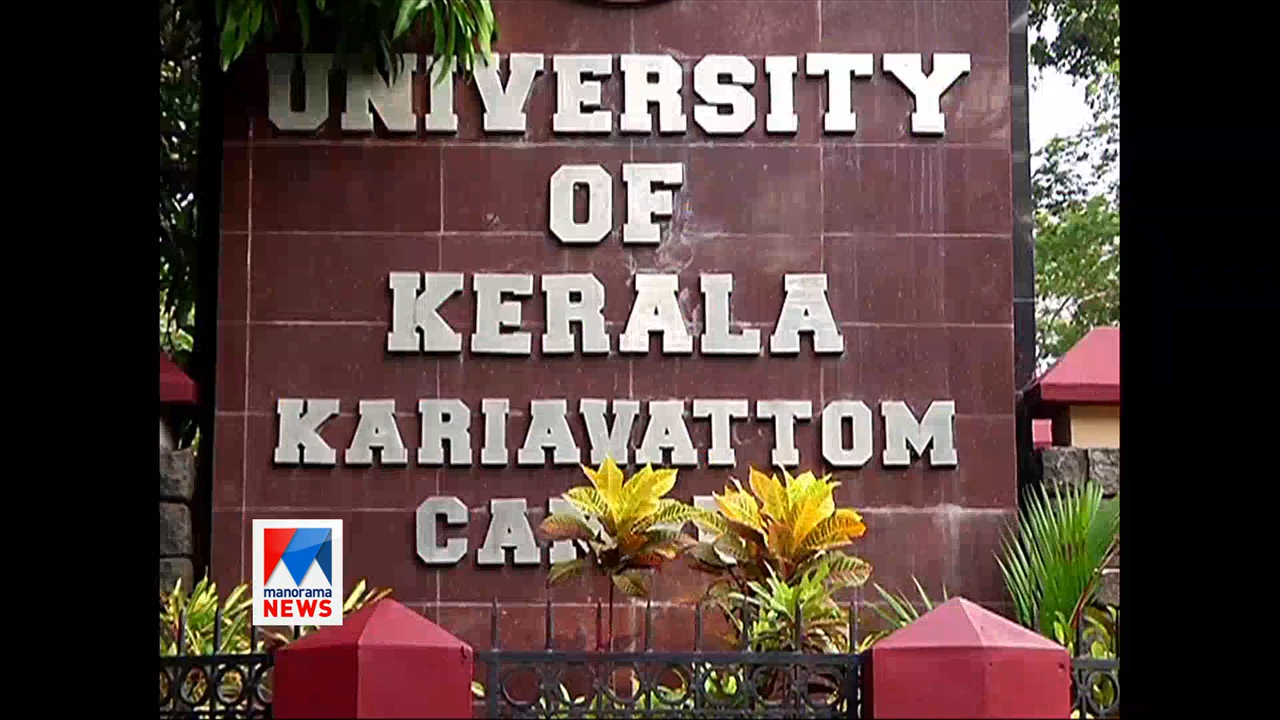 UNIVERSITY
OF
KERALA
KARIAVATTOM
manorama
NEWS